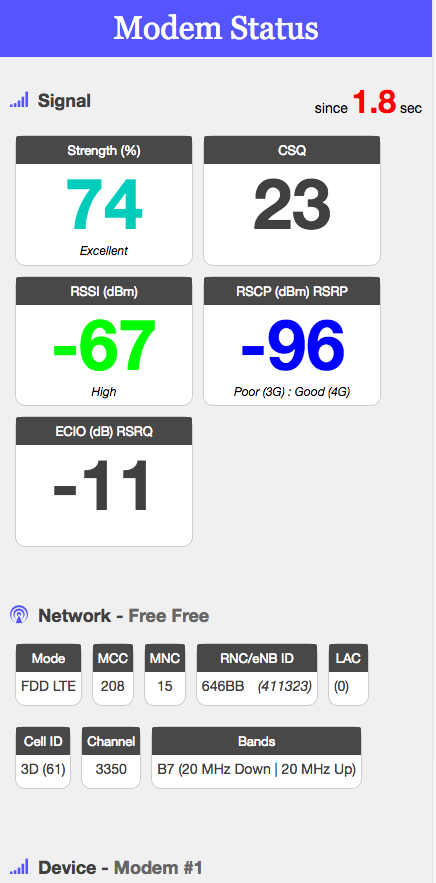 Modem Status
Signal
since 1.8 sec
Strength (%) CSQ
74 23
Excellent
RSSI (dBm) RSCP (dBm) RSRP
-67 -96
High Poor (3G) : Good (4G)
ECIO (dB) RSRQ
-11
Network - Free Free
Mode MCC MNC RNC/eNB ID LAC
FDD LTE 208 15 646BB (411323) (0)
Cell ID Channel Bands
3D (61) 3350 B7 (20 MHz Down | 20 MHz Up)
Device - Modem #1